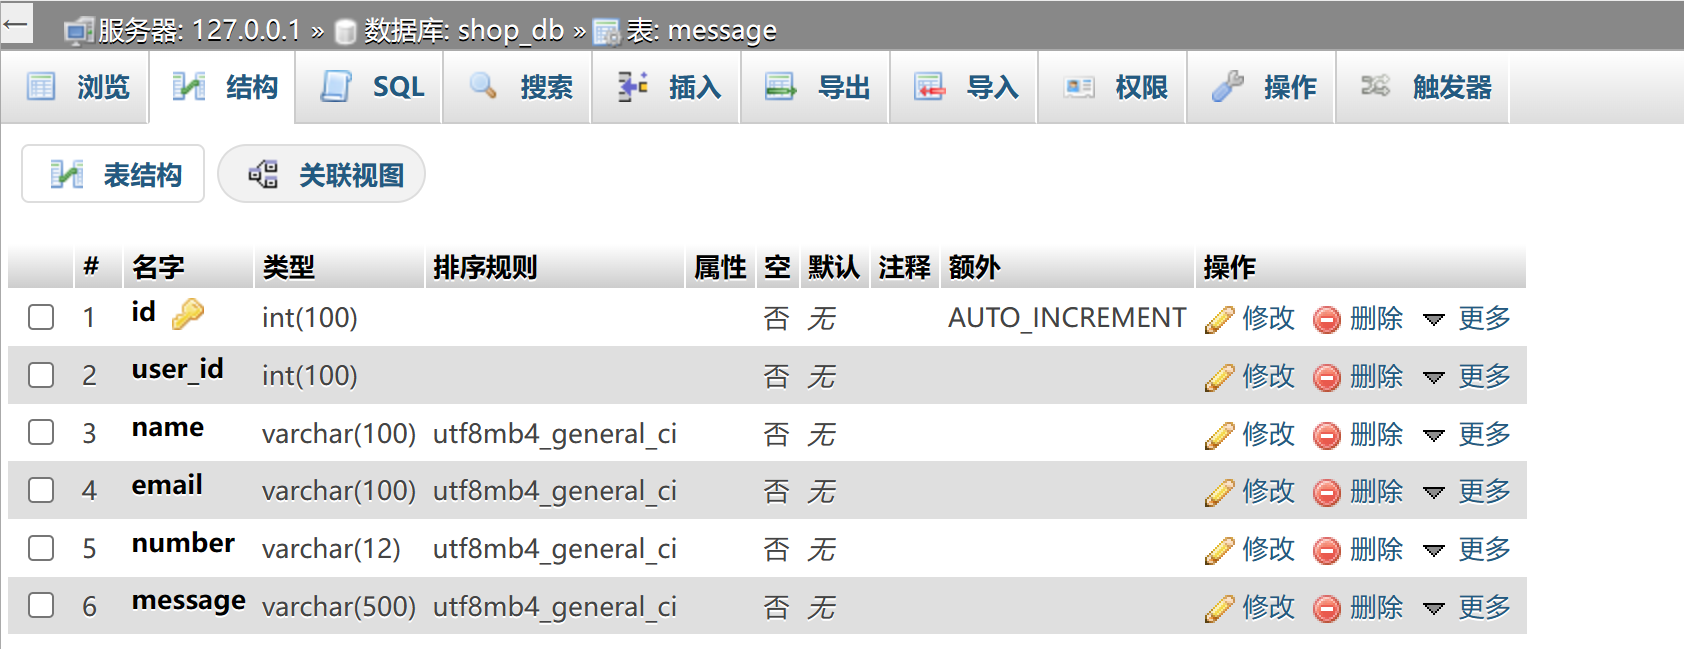 服务器: 127.0.0.1 » 数据库: shop_db » 表: message
浏览 结构 SQL 搜索 插入 导出 导入 权限 操作 触发器
表结构 关联视图
# 名字 类型 排序规则 属性 空 默认 注释 额外 操作
1 id int(100) 否 无 AUTO_INCREMENT 修改 删除 更多
2 user_id int(100) 否 无 修改 删除 更多
3 name varchar(100) utf8mb4_general_ci 否 无 修改 删除 更多
4 email varchar(100) utf8mb4_general_ci 否 无 修改 删除 更多
5 number varchar(12) utf8mb4_general_ci 否 无 修改 删除 更多
6 message varchar(500) utf8mb4_general_ci 否 无 修改 删除 更多